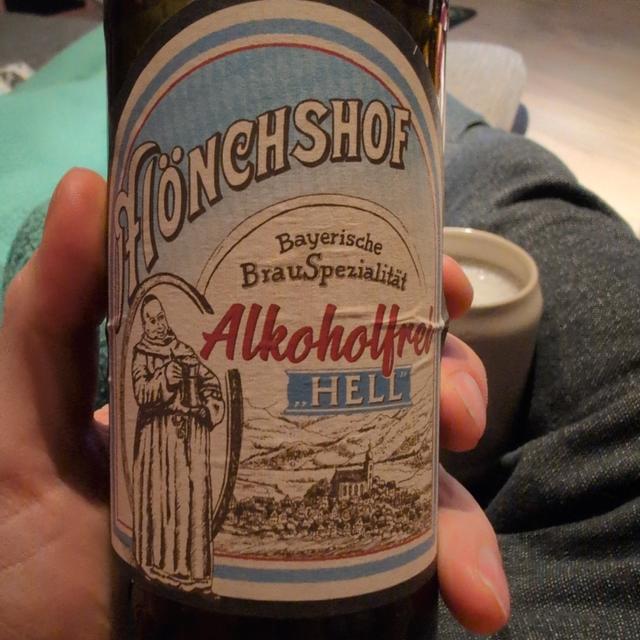 Mönchshof
Bayerische
BrauSpezialität
Alkoholfrei
„HELL"